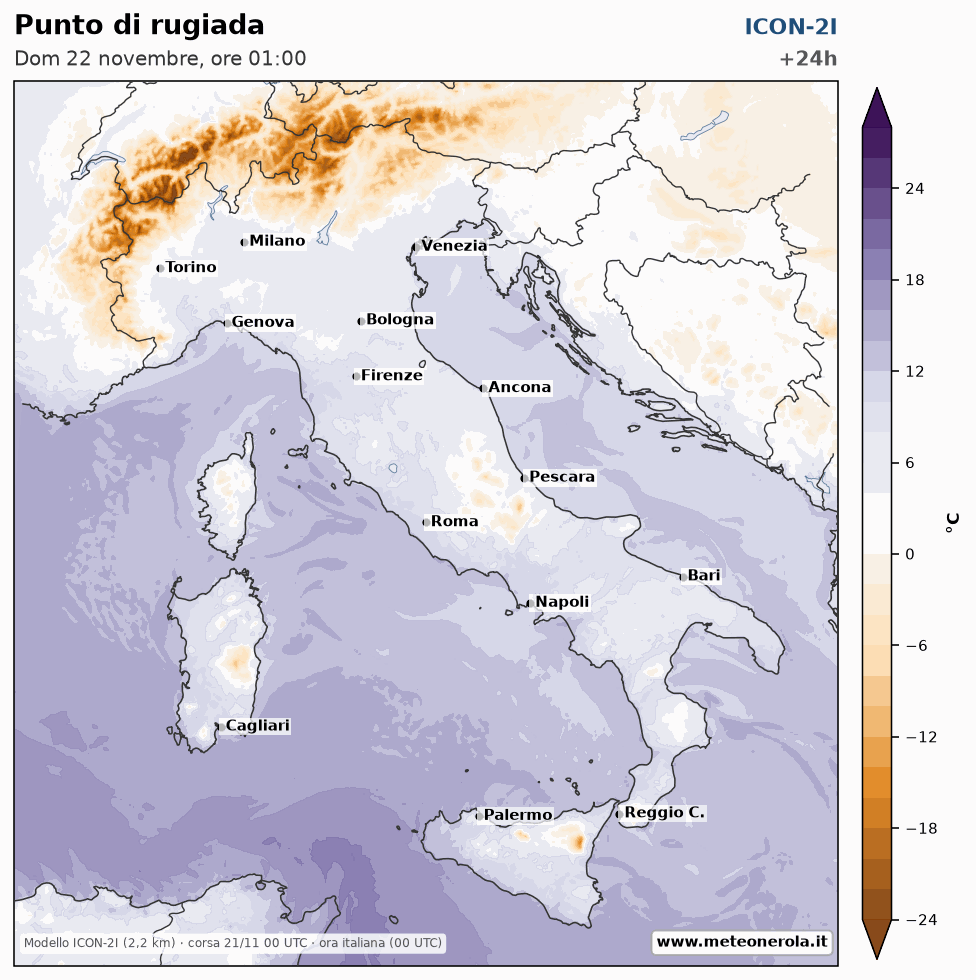 Punto di rugiada
ICON-2I
Dom 22 novembre, ore 01:00
+24h
Milano
Venezia
Torino
Genova
Bologna
Firenze
Ancona
Pescara
Roma
Bari
Napoli
Cagliari
Palermo
Reggio C.
24
18
12
6
0
−6
−12
−18
−24
°C
Modello ICON-2I (2,2 km) · corsa 21/11 00 UTC · ora italiana (00 UTC)
www.meteonerola.it